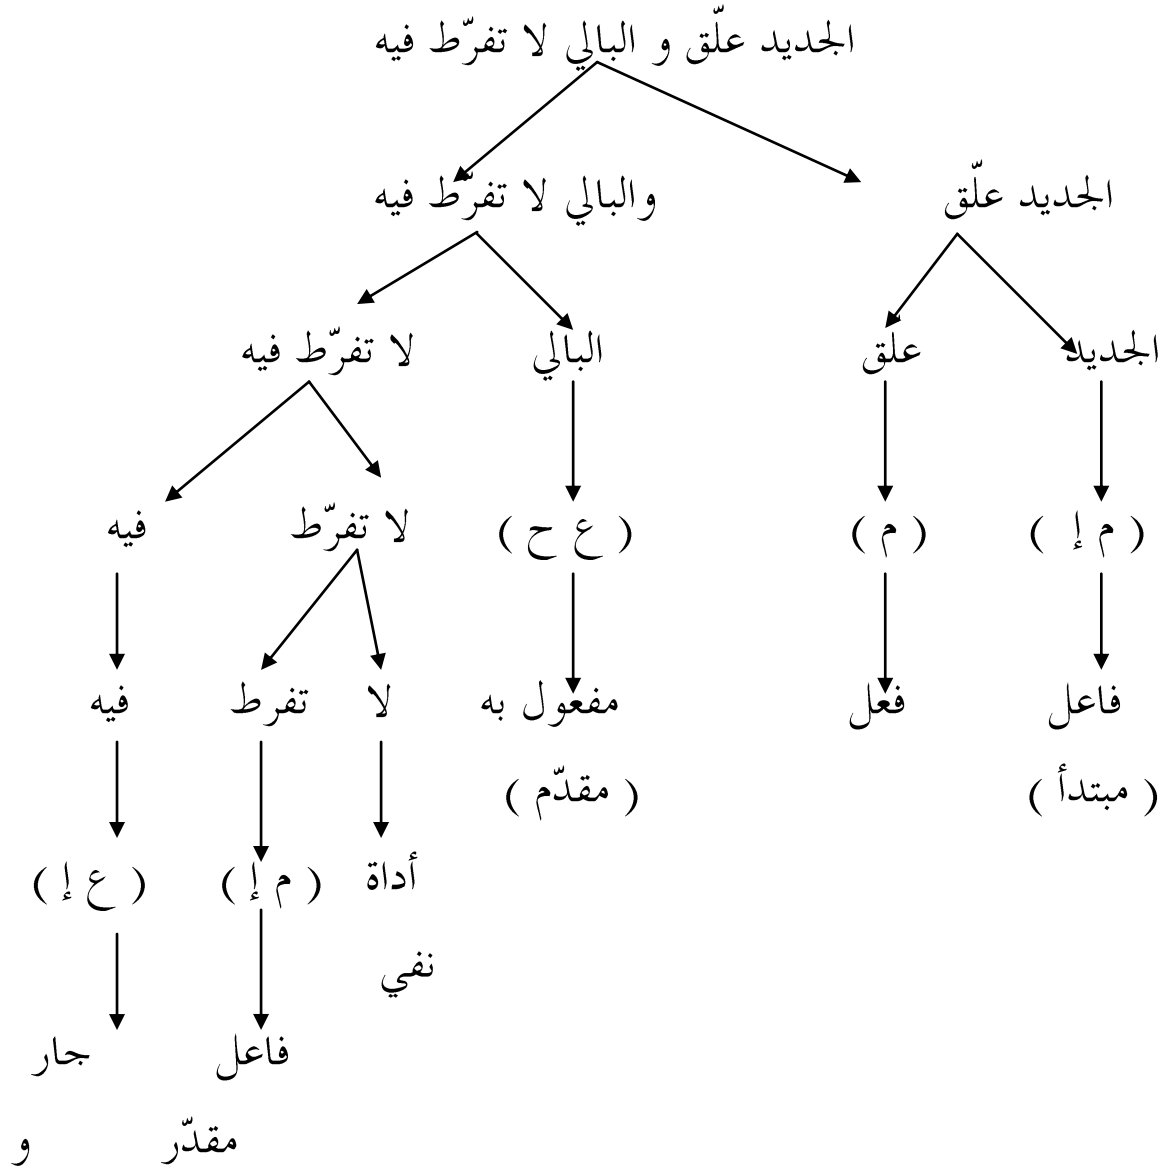 الجديد علّق و البالي لا تفرّط فيه
الجديد علّق والبالي لا تفرّط فيه
الجديد علق البالي لا تفرّط فيه
( م إ ) ( م ) ( ع ح ) لا تفرّط فيه
فاعل فعل مفعول به لا تفرط فيه
( مبتدأ ) ( مقدّم )
أداة ( م إ ) ( ع إ )
نفي
فاعل جار
مقدّر و